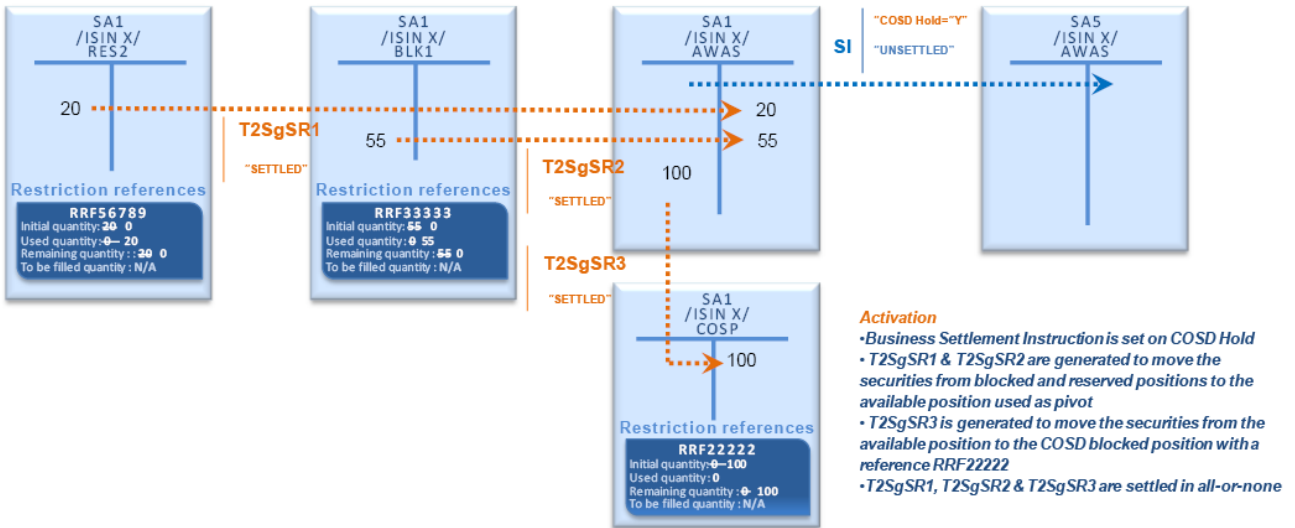 SA1
/ISIN X/
RES2
20
Restriction references
RRF56789
Initial quantity: 20 0
Used quantity: 0 20
Remaining quantity : : 20 0
To be filled quantity : N/A
T2SgSR1
"SETTLED"
SA1
/ISIN X/
BLK1
55
Restriction references
RRF33333
Initial quantity: 55 0
Used quantity: 0 55
Remaining quantity : 55 0
To be filled quantity : N/A
T2SgSR2
"SETTLED"
T2SgSR3
"SETTLED"
SA1
/ISIN X/
AWAS
20
55
100
SI
"COSD Hold="Y"
"UNSETTLED"
SA5
/ISIN X/
AWAS
SA1
/ISIN X/
COSP
100
Restriction references
RRF22222
Initial quantity: 0 100
Used quantity: 0
Remaining quantity : 0 100
To be filled quantity : N/A
Activation
•Business Settlement Instruction is set on COSD Hold
• T2SgSR1 & T2SgSR2 are generated to move the
securities from blocked and reserved positions to the
available position used as pivot
• T2SgSR3 is generated to move the securities from the
available position to the COSD blocked position with a
reference RRF22222
•T2SgSR1, T2SgSR2 & T2SgSR3 are settled in all-or-none